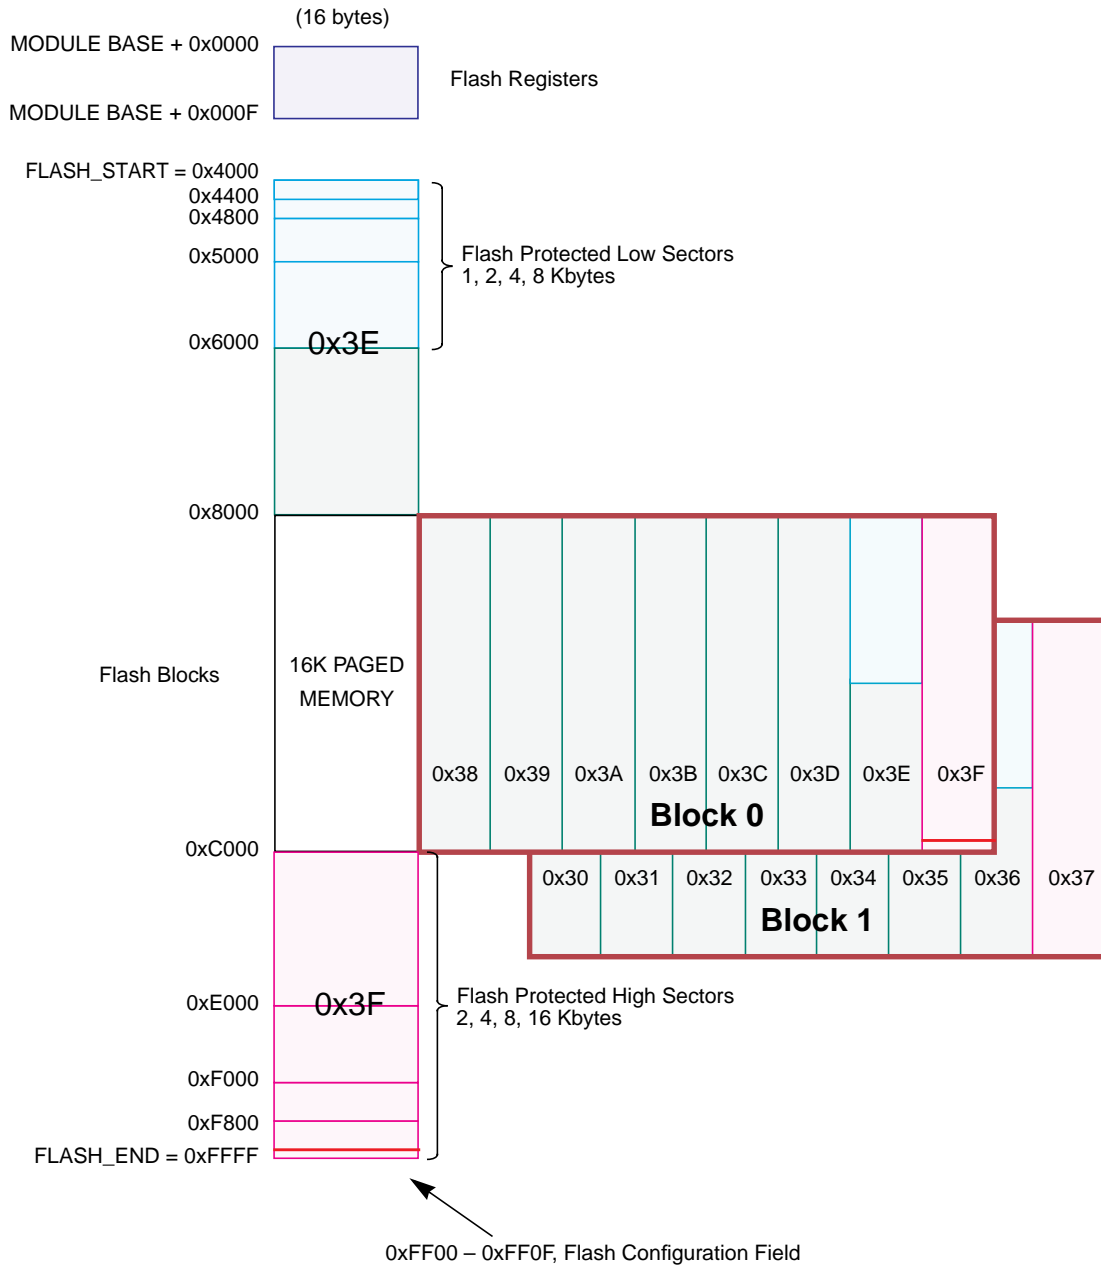 (16 bytes)
MODULE BASE + 0x0000
Flash Registers
MODULE BASE + 0x000F
FLASH_START = 0x4000
0x4400
0x4800
0x5000
Flash Protected Low Sectors
1, 2, 4, 8 Kbytes
0x6000
0x3E
0x8000
Flash Blocks
16K PAGED
MEMORY
0x38
0x39
0x3A
0x3B
0x3C
0x3D
0x3E
0x3F
Block 0
0xC000
0x30
0x31
0x32
0x33
0x34
0x35
0x36
0x37
Block 1
0xE000
0x3F
Flash Protected High Sectors
2, 4, 8, 16 Kbytes
0xF000
0xF800
FLASH_END = 0xFFFF
0xFF00 – 0xFF0F, Flash Configuration Field